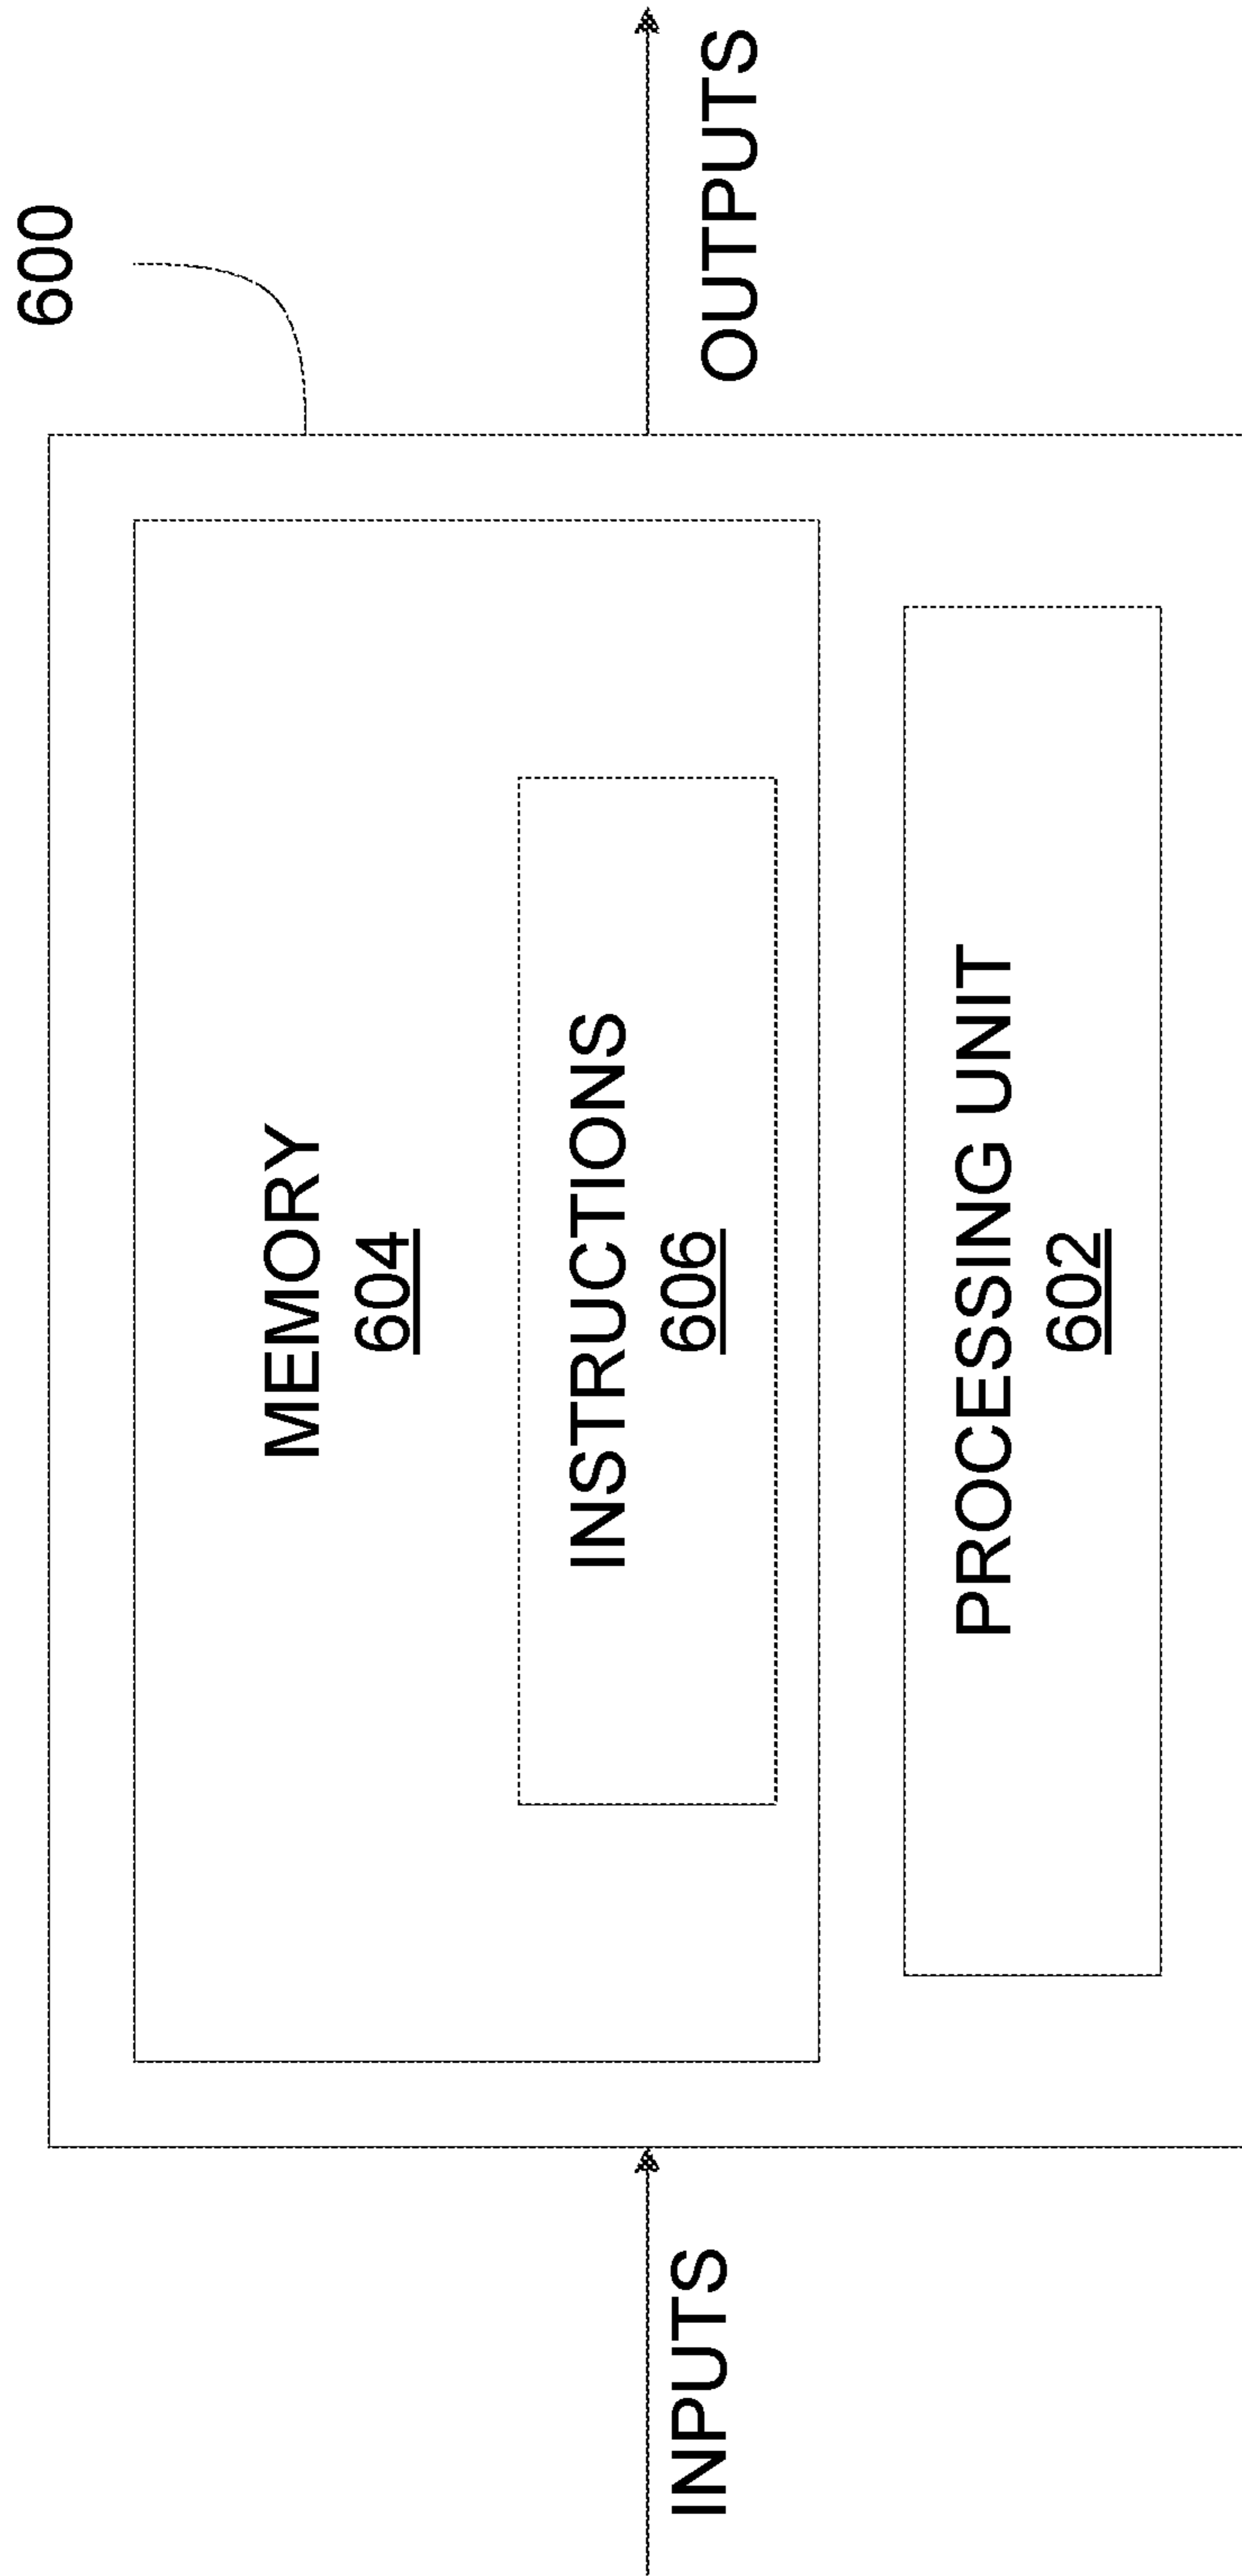 600
MEMORY
604
INSTRUCTIONS
606
INPUTS
OUTPUTS
PROCESSING UNIT
602